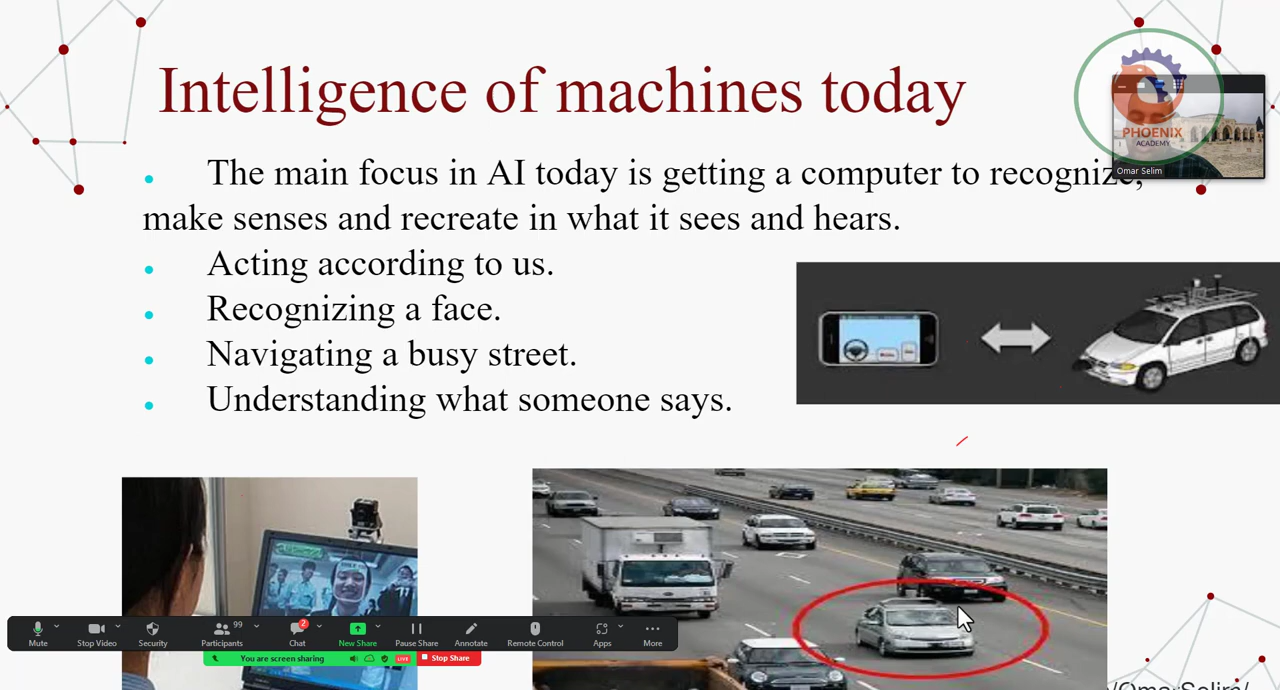 Intelligence of machines today
PHOENIX
ACADEMY
Omar Selim
The main focus in AI today is getting a computer to recognize,
make senses and recreate in what it sees and hears.
Acting according to us.
Recognizing a face.
Navigating a busy street.
Understanding what someone says.
Mute
Stop Video
Security
Participants
99
Chat
2
New Share
Pause Share
Annotate
Remote Control
Apps
More
You are screen sharing
LIVE
Stop Share